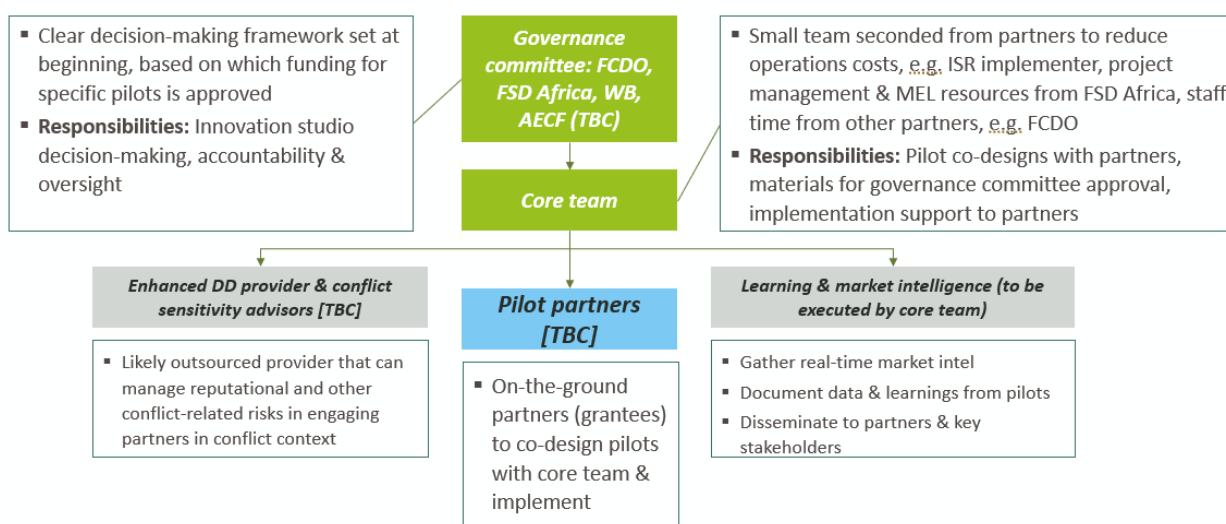 ▪ Clear decision-making framework set at
beginning, based on which funding for
specific pilots is approved
▪ Responsibilities: Innovation studio
decision-making, accountability &
oversight
Governance
committee: FCDO,
FSD Africa, WB,
AECF (TBC)
▪ Small team seconded from partners to reduce
operations costs, e.g. ISR implementer, project
management & MEL resources from FSD Africa, staff
time from other partners, e.g. FCDO
▪ Responsibilities: Pilot co-designs with partners,
materials for governance committee approval,
implementation support to partners
Core team
Enhanced DD provider & conflict
sensitivity advisors [TBC]
▪ Likely outsourced provider that can
manage reputational and other
conflict-related risks in engaging
partners in conflict context
Pilot partners
[TBC]
▪ On-the-ground
partners (grantees)
to co-design pilots
with core team &
implement
Learning & market intelligence (to be
executed by core team)
▪ Gather real-time market intel
▪ Document data & learnings from pilots
▪ Disseminate to partners & key
stakeholders